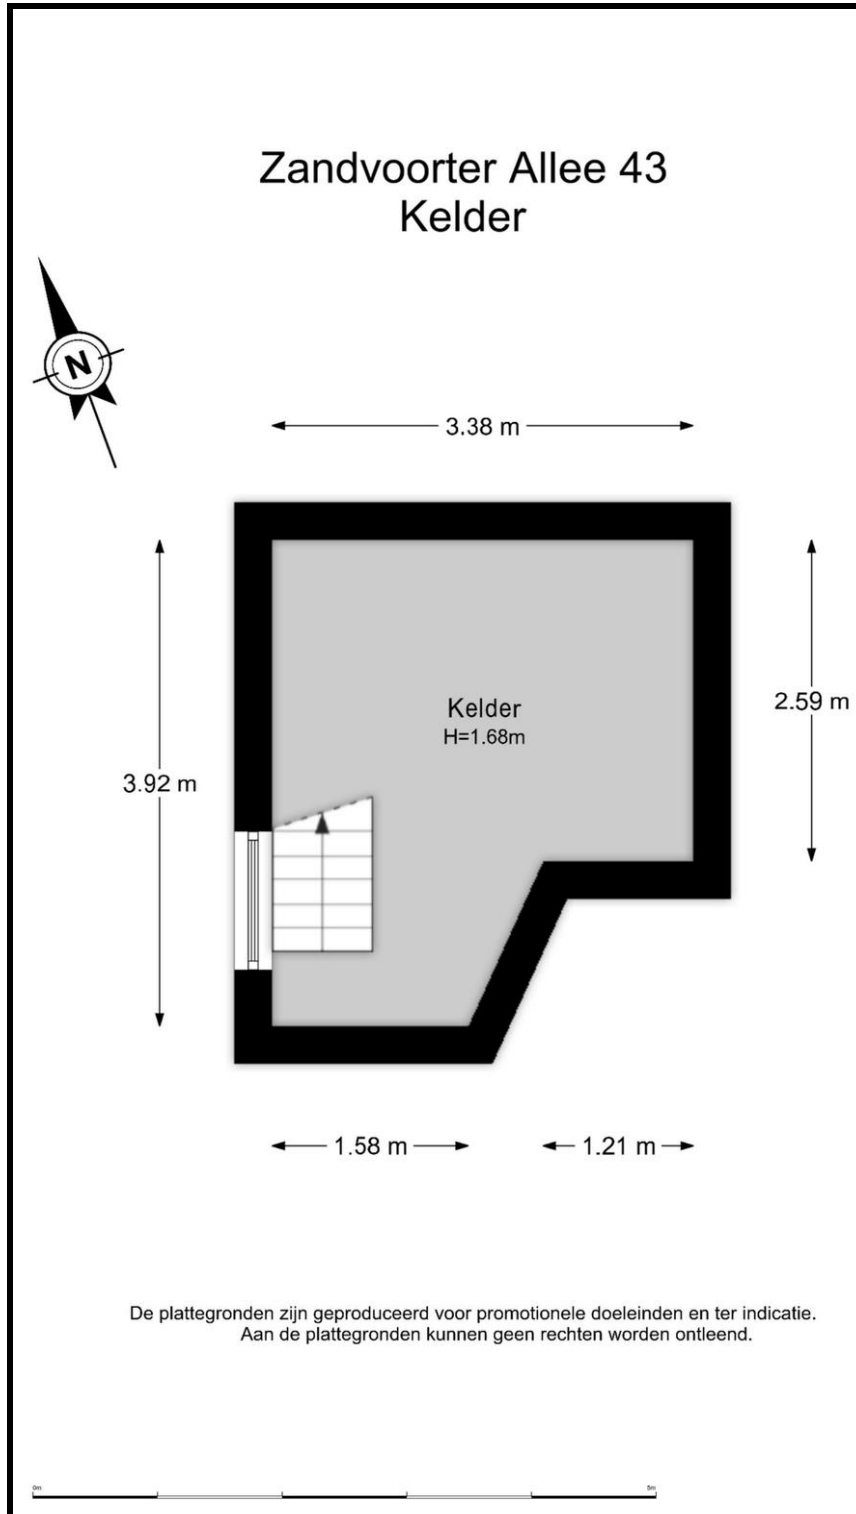 Zandvoorter Allee 43
Kelder
N
3.38 m
Kelder
H=1.68m
2.59 m
3.92 m
1.58 m
1.21 m
De plattegronden zijn geproduceerd voor promotionele doeleinden en ter indicatie.
Aan de plattegronden kunnen geen rechten worden ontleend.
0m
5m